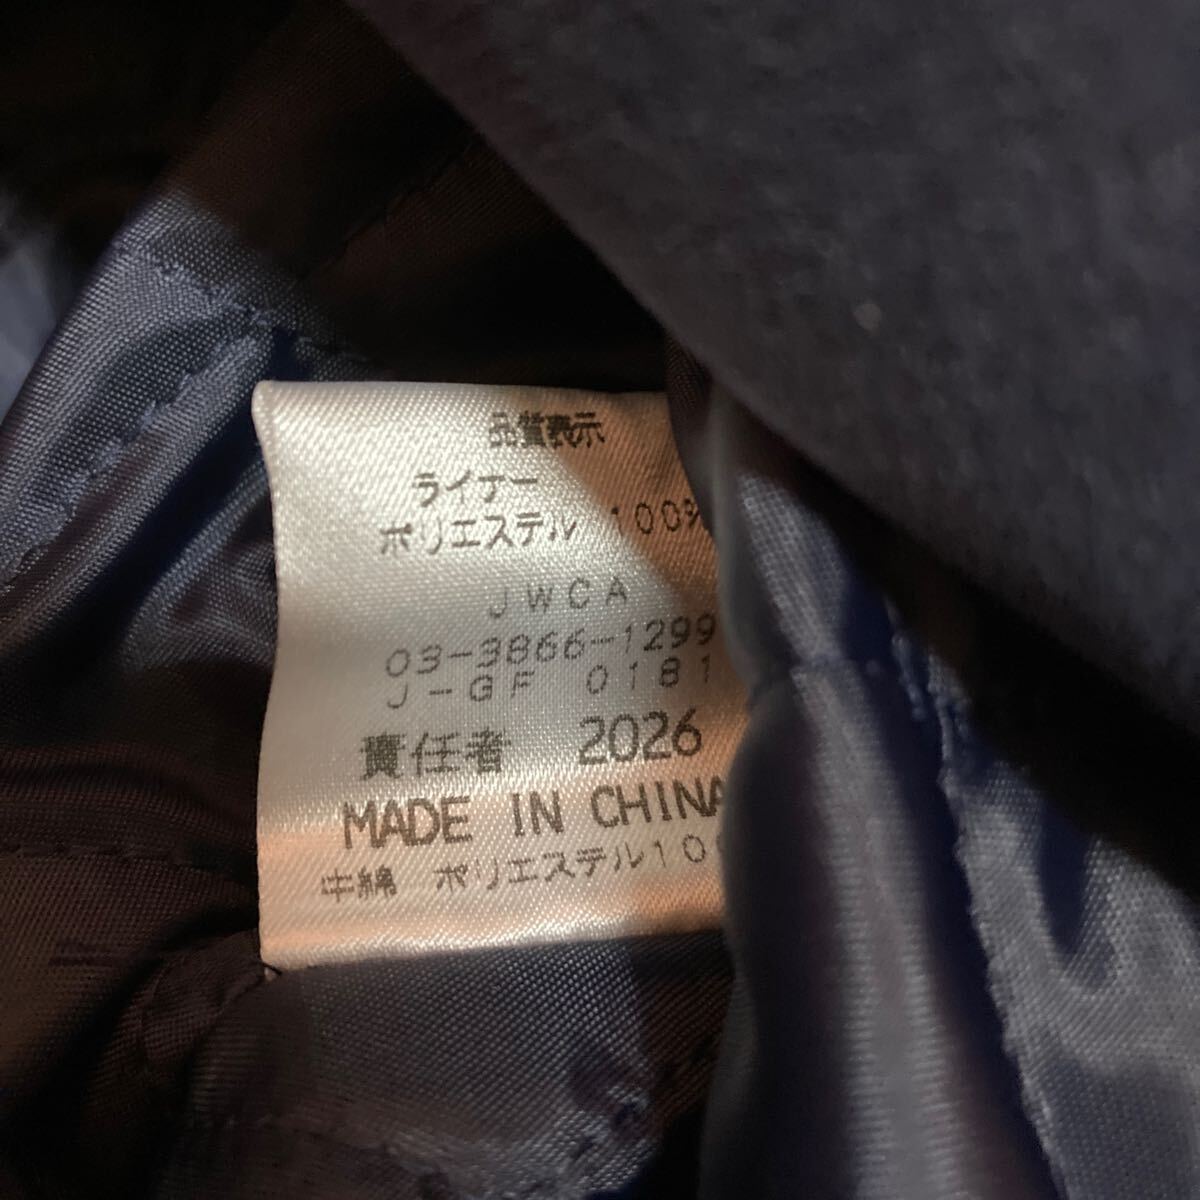 品質表示
ライナー
ポリエステル 100%
JWCA
03-3866-1299
J-GF 0181
責任者 2026
MADE IN CHINA
中綿 ポリエステル10